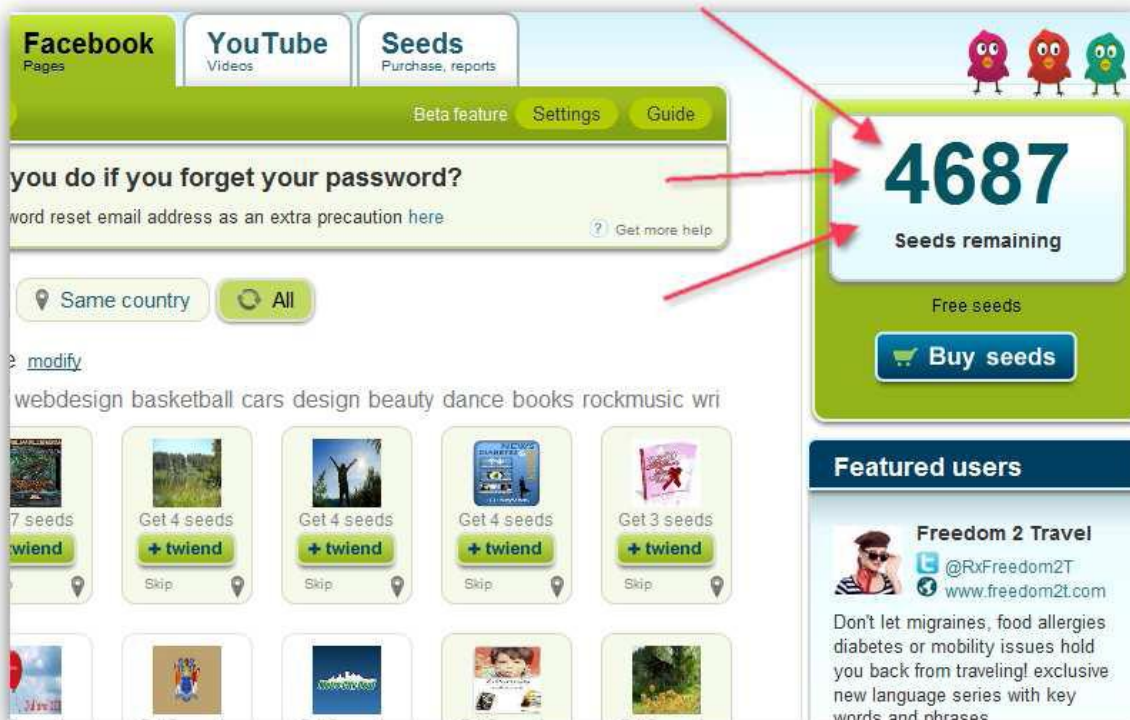 Facebook
Pages
YouTube
Videos
Seeds
Purchase, reports
Beta feature Settings Guide
you do if you forget your password?
word reset email address as an extra precaution here
? Get more help
4687
Seeds remaining
Free seeds
Buy seeds
Same country All
modify
webdesign basketball cars design beauty dance books rockmusic wri
7 seeds Get 4 seeds Get 4 seeds Get 4 seeds Get 3 seeds
twiend + twiend + twiend + twiend + twiend
Skip Skip Skip Skip
Featured users
Freedom 2 Travel
@RxFreedom2T
www.freedom2t.com
Don't let migraines, food allergies
diabetes or mobility issues hold
you back from traveling! exclusive
new language series with key
words and phrases